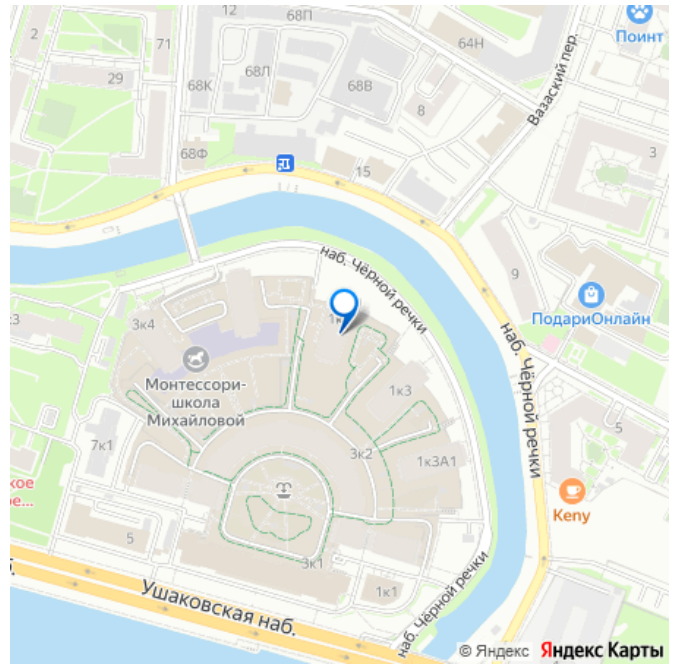 12
68П
2
71
64Н
Поинт
68Л
29
68К
68В
8
Вазаский пер.
3
68Ф
15
наб. Чёрной речки
9
3к4
ПодариОнлайн
наб. Чёрной речки
Монтессори-
школа
Михайловой
1к3
5
7к1
3к2
1к3А1
Keny
кое
ое...
5
3к1
1к1
Ушаковская наб.
наб. Чёрной речки
© Яндекс Яндекс Карты